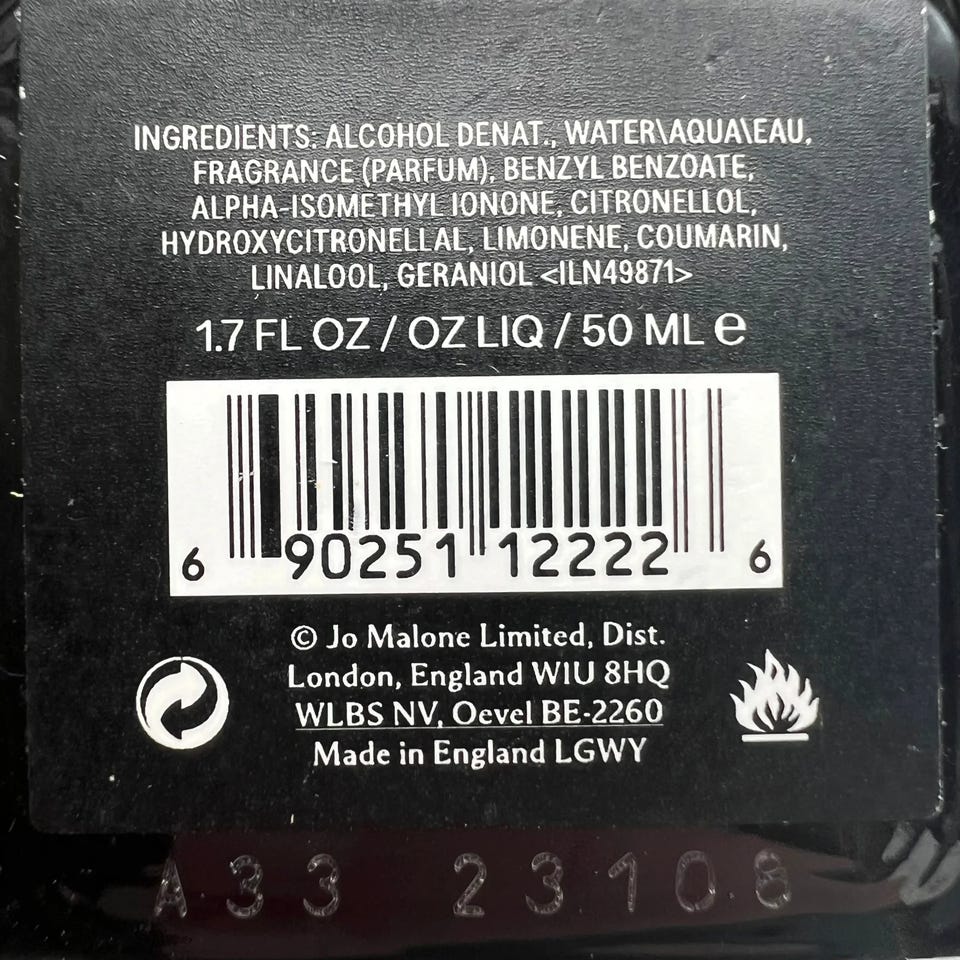 INGREDIENTS: ALCOHOL DENAT., WATER\AQUA\EAU,
FRAGRANCE (PARFUM), BENZYL BENZOATE,
ALPHA-ISOMETHYL IONONE, CITRONELLOL,
HYDROXYCITRONELLAL, LIMONENE, COUMARIN,
LINALOOL, GERANIOL <ILN49871>
1.7 FL OZ / OZ LIQ / 50 ML e
6 90251 12222 6
© Jo Malone Limited, Dist.
London, England W1U 8HQ
WLBS NV, Oevel BE-2260
Made in England LGWY
A33 23108